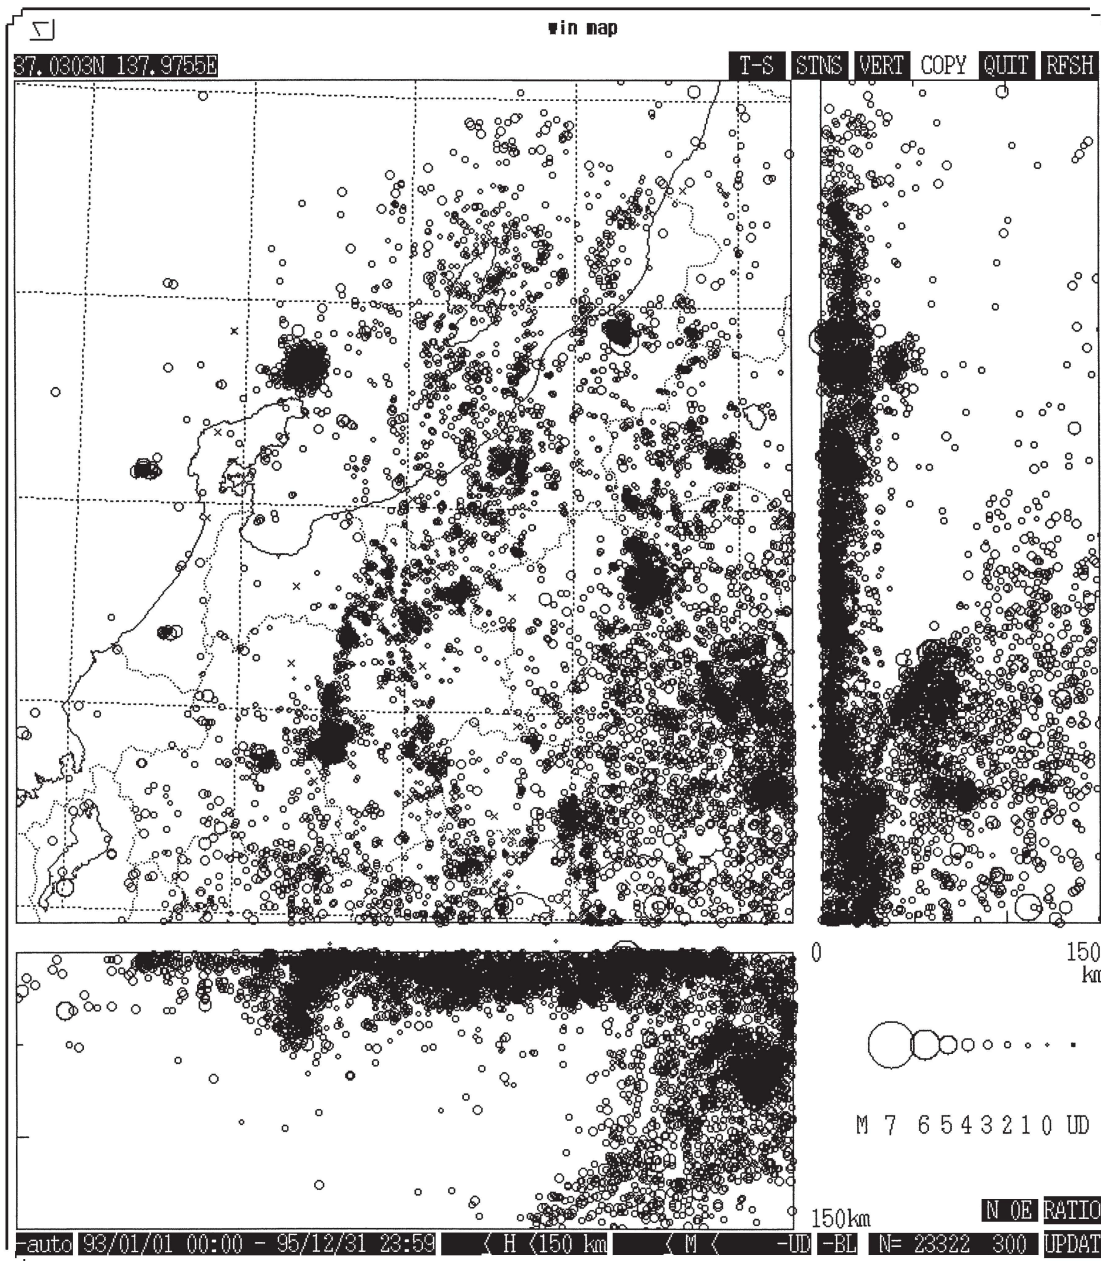 win map
37.0303N 137.9755E T-S STNS VERT COPY QUIT RFSH
0 150
km
M 7 6 5 4 3 2 1 0 UD
150km N 0E RATIO
-auto 93/01/01 00:00 - 95/12/31 23:59 < H <150 km < M < -UD -BL N= 23322 300 UPDAT